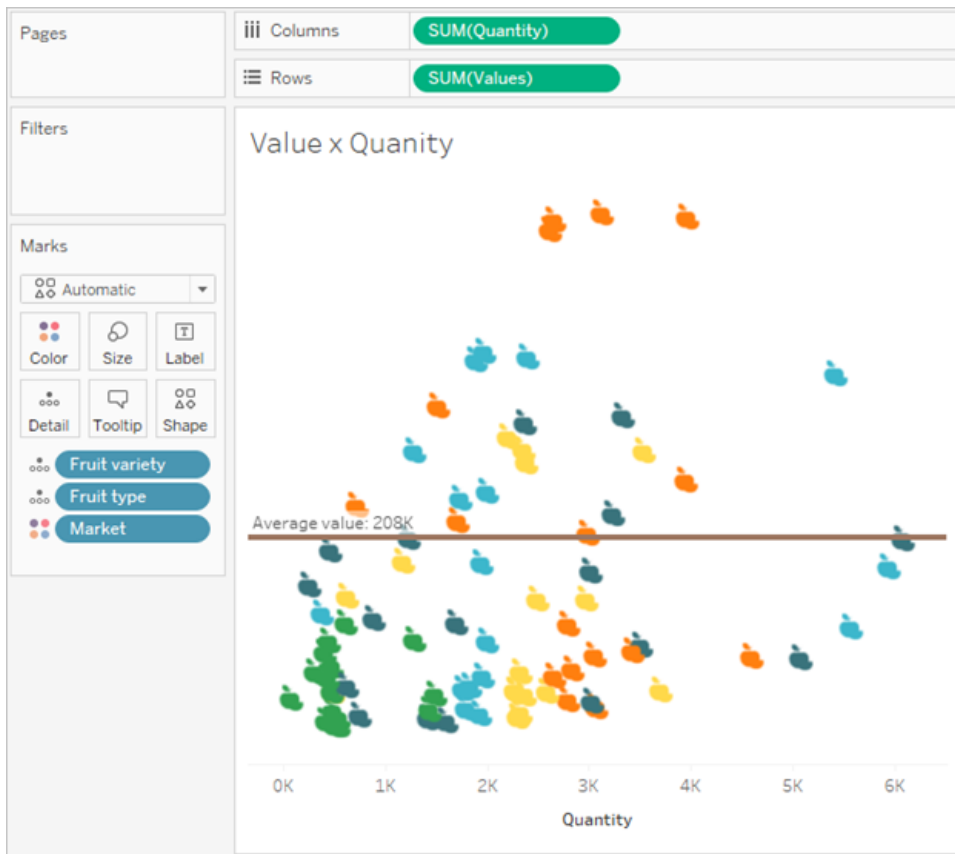 Pages
Columns
SUM(Quantity)
Rows
SUM(Values)
Filters
Value x Quanity
Marks
Automatic
Color
Size
Label
Detail
Tooltip
Shape
Fruit variety
Fruit type
Market
Average value: 208K
0K 1K 2K 3K 4K 5K 6K
Quantity